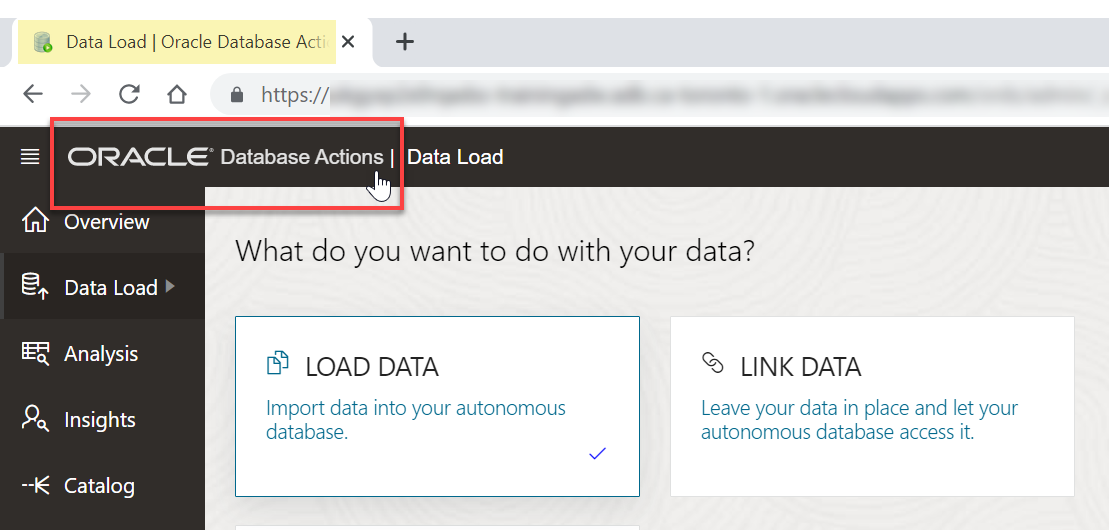 Data Load | Oracle Database Acti
https://
ORACLE® Database Actions | Data Load
Overview
Data Load
Analysis
Insights
Catalog
What do you want to do with your data?
LOAD DATA
Import data into your autonomous
database.
LINK DATA
Leave your data in place and let your
autonomous database access it.